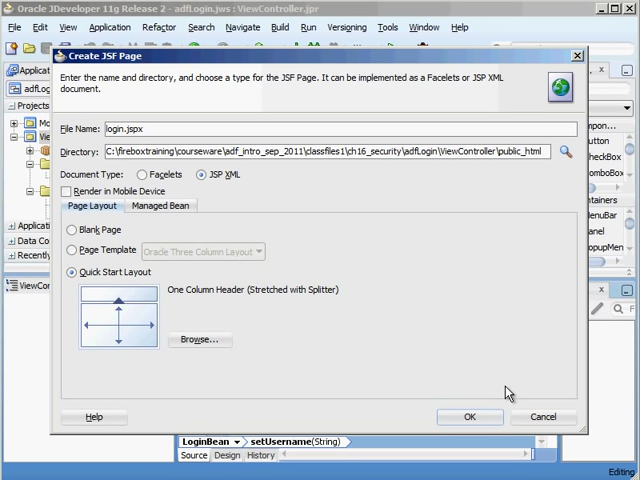 Oracle JDeveloper 11g Release 2 - adfLogin.jws : ViewController.jpr
File Edit View Application Refactor Search Navigate Build Run Versioning Tools Window Help
Create JSF Page
Enter the name and directory, and choose a type for the JSF Page. It can be implemented as a Facelets or JSP XML
document.
File Name: login.jspx
Directory: C:\fireboxtraining\courseware\adf_intro_sep_2011\classfiles1\ch16_security\adfLogin\ViewController\public_html
Document Type: Facelets JSP XML
Render in Mobile Device
Page Layout Managed Bean
Blank Page
Page Template Oracle Three Column Layout
Quick Start Layout
One Column Header (Stretched with Splitter)
Browse...
Help OK Cancel
LoginBean setUsername(String)
Source Design History
Editing